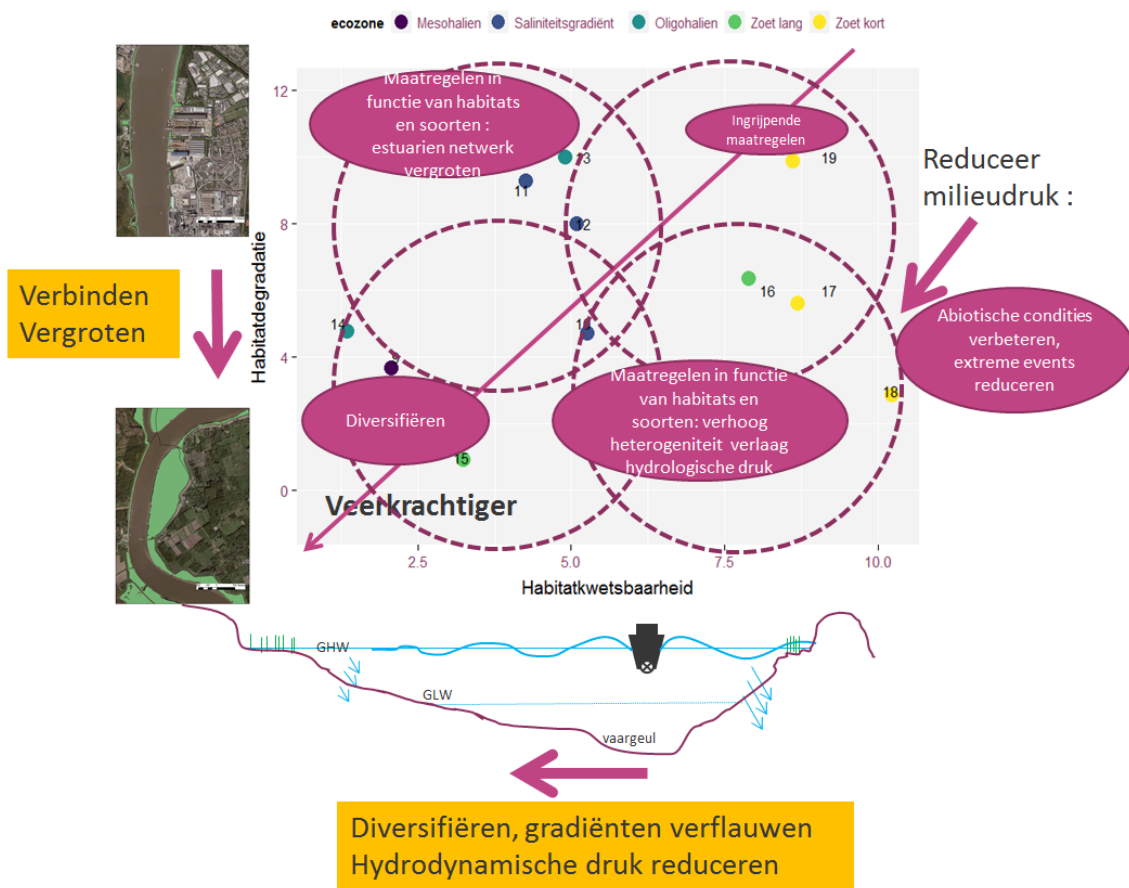 ecozone Mesohalien Saliniteitsgradiënt Oligohalien Zoet lang Zoet kort
12
8
4
0
Habitatdegradatie
2.5
5.0
7.5
10.0
Habitatkwetsbaarheid
Maatregelen in
functie van habitats
en soorten :
estuarien netwerk
vergroten
Ingrijpende
maatregelen
13
11
12
19
16
17
14
10
9
18
15
Reduceer
milieudruk :
Verbinden
Vergroten
Abiotische condities
verbeteren,
extreme events
reduceren
Diversifiëren
Maatregelen in functie
van habitats en
soorten: verhoog
heterogeniteit verlaag
hydrologische druk
Veerkrachtiger
GHW
GLW
vaargeul
Diversifiëren, gradiënten verflauwen
Hydrodynamische druk reduceren